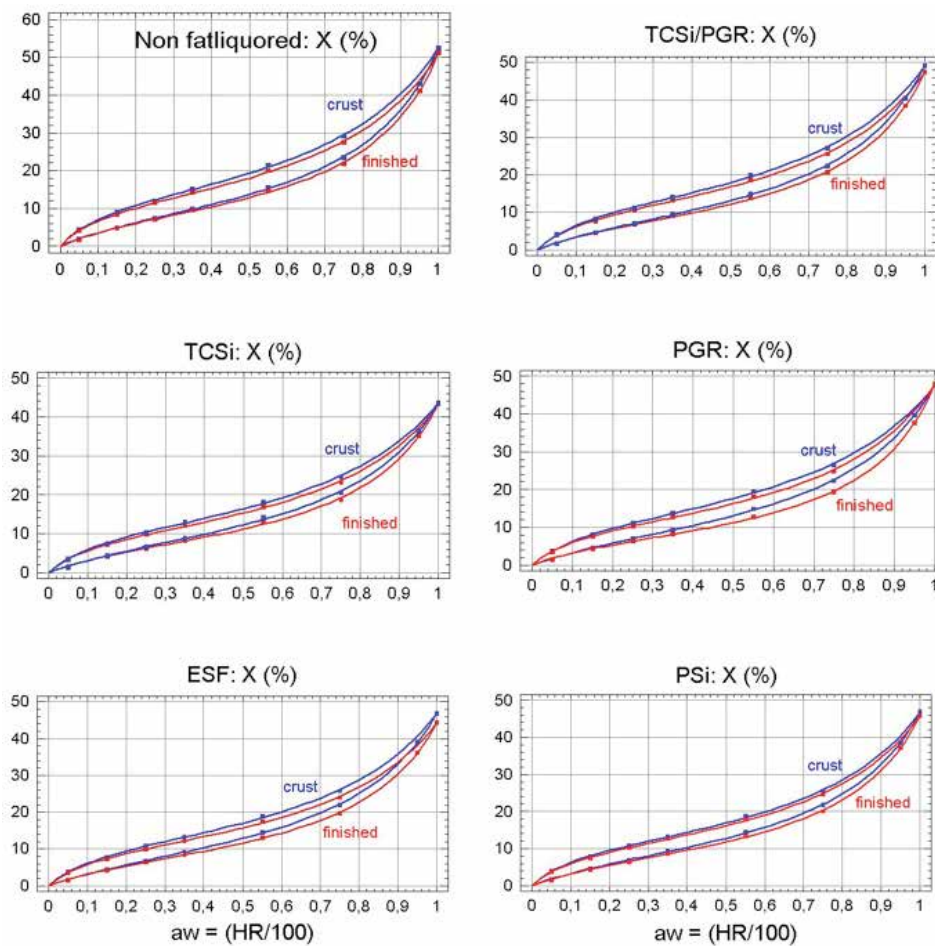 Non fatliquored: X (%)
60
50
40
30
20
10
0
crust
finished
0 0,1 0,2 0,3 0,4 0,5 0,6 0,7 0,8 0,9 1
TCSi/PGR: X (%)
50
40
30
20
10
0
crust
finished
0 0,1 0,2 0,3 0,4 0,5 0,6 0,7 0,8 0,9 1
TCSi: X (%)
50
40
30
20
10
0
crust
finished
0 0,1 0,2 0,3 0,4 0,5 0,6 0,7 0,8 0,9 1
PGR: X (%)
50
40
30
20
10
0
crust
finished
0 0,1 0,2 0,3 0,4 0,5 0,6 0,7 0,8 0,9 1
ESF: X (%)
50
40
30
20
10
0
crust
finished
0 0,1 0,2 0,3 0,4 0,5 0,6 0,7 0,8 0,9 1
aw = (HR/100)
PSi: X (%)
50
40
30
20
10
0
crust
finished
0 0,1 0,2 0,3 0,4 0,5 0,6 0,7 0,8 0,9 1
aw = (HR/100)